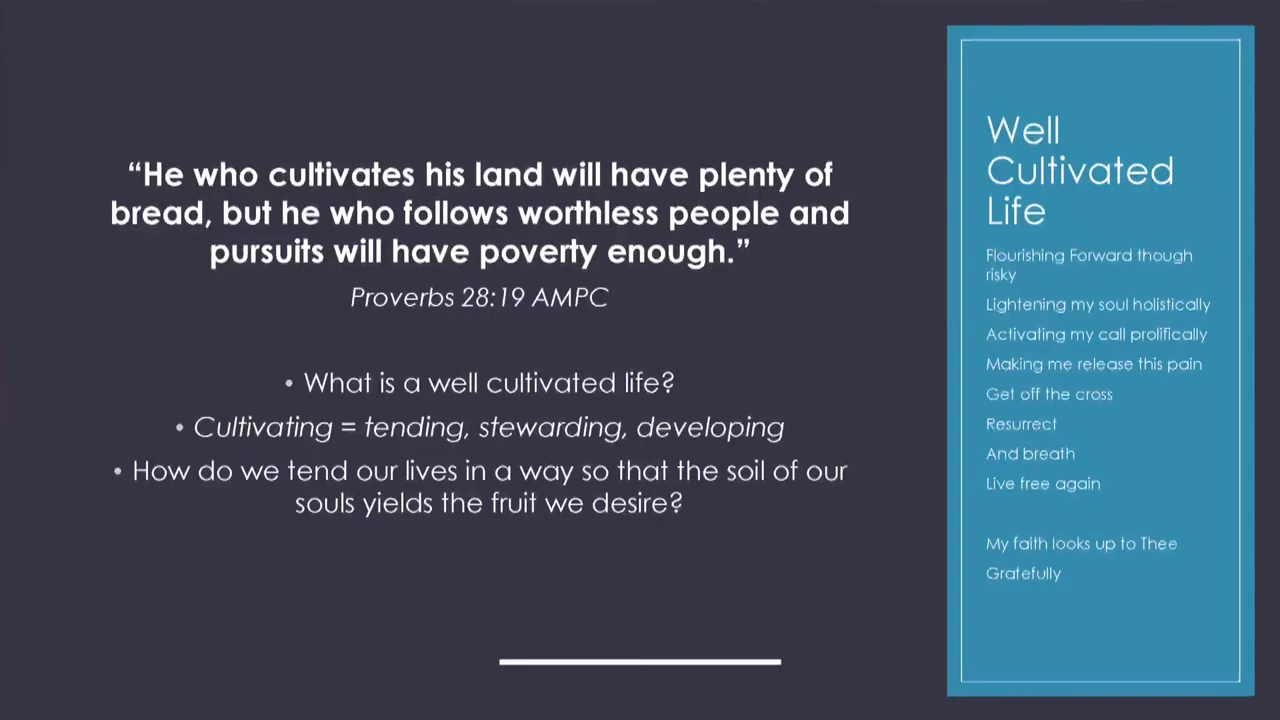 “He who cultivates his land will have plenty of
bread, but he who follows worthless people and
pursuits will have poverty enough.”
Proverbs 28:19 AMPC
• What is a well cultivated life?
• Cultivating = tending, stewarding, developing
• How do we tend our lives in a way so that the soil of our
souls yields the fruit we desire?
Well
Cultivated
Life
Flourishing Forward though
risky
Lightening my soul holistically
Activating my call prolifically
Making me release this pain
Get off the cross
Resurrect
And breath
Live free again
My faith looks up to Thee
Gratefully